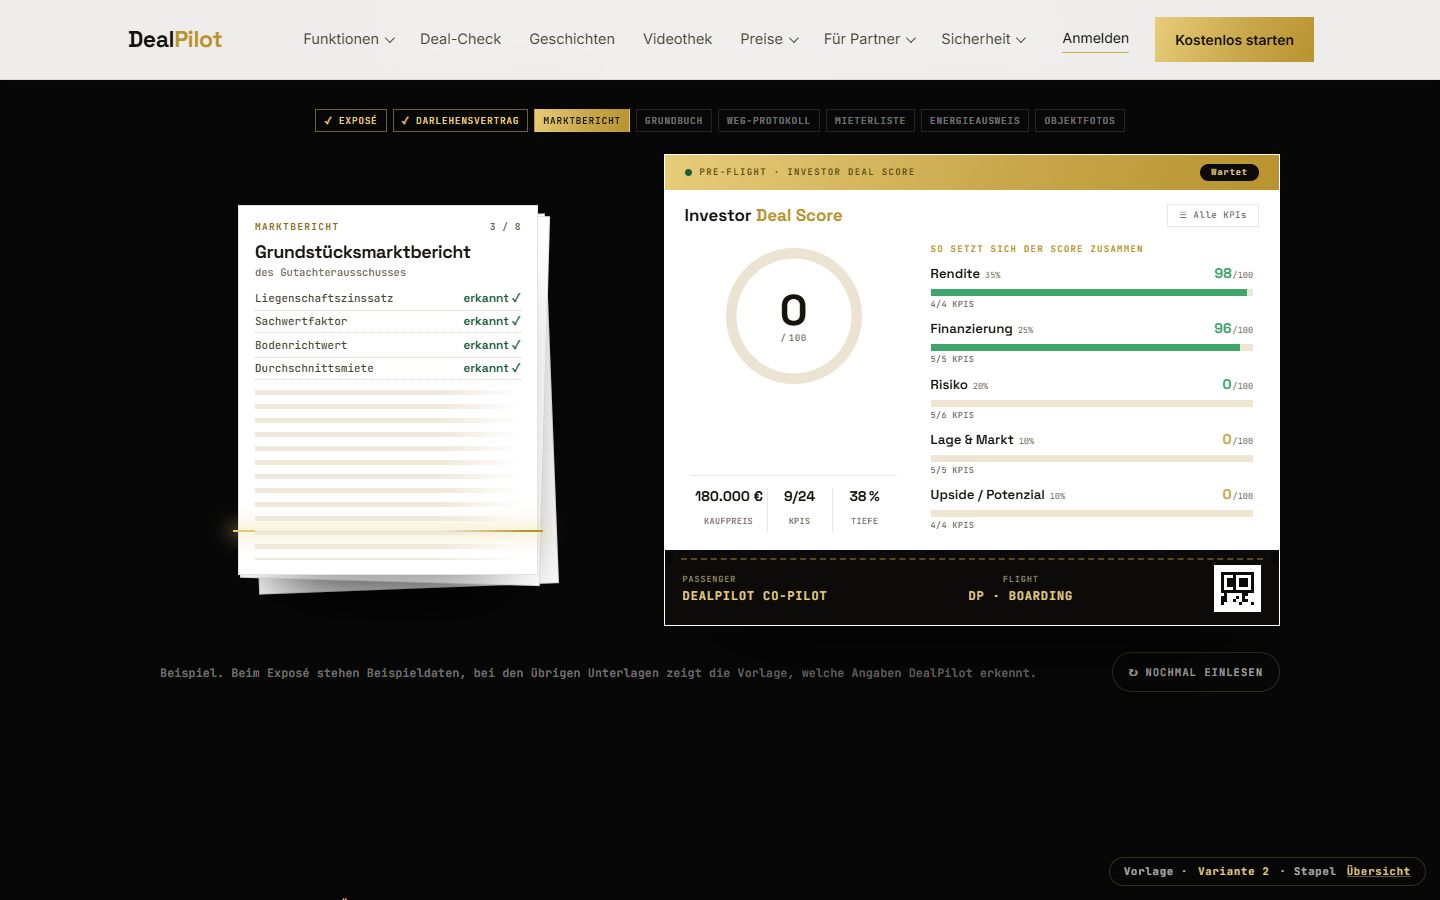 DealPilot
Funktionen Deal-Check Geschichten Videothek Preise Für Partner Sicherheit Anmelden Kostenlos starten
✓ EXPOSÉ ✓ DARLEHENSVERTRAG MARKTBERICHT GRUNDBUCH WEG-PROTOKOLL MIETERLISTE ENERGIEAUSWEIS OBJEKTFOTOS
MARKTBERICHT 3 / 8
Grundstücksmarktbericht
des Gutachterausschusses
Liegenschaftszinssatz erkannt ✓
Sachwertfaktor erkannt ✓
Bodenrichtwert erkannt ✓
Durchschnittsmiete erkannt ✓
PRE-FLIGHT · INVESTOR DEAL SCORE Wartet
Investor Deal Score ☰ Alle KPIs
0
/ 100
180.000 € 9/24 38 %
KAUFPREIS KPIS TIEFE
SO SETZT SICH DER SCORE ZUSAMMEN
Rendite 35% 98/100
4/4 KPIS
Finanzierung 25% 96/100
5/5 KPIS
Risiko 20% 0/100
5/6 KPIS
Lage & Markt 10% 0/100
5/5 KPIS
Upside / Potenzial 10% 0/100
4/4 KPIS
PASSENGER FLIGHT
DEALPILOT CO-PILOT DP · BOARDING
Beispiel. Beim Exposé stehen Beispieldaten, bei den übrigen Unterlagen zeigt die Vorlage, welche Angaben DealPilot erkennt.
↻ NOCHMAL EINLESEN
Vorlage · Variante 2 · Stapel Übersicht